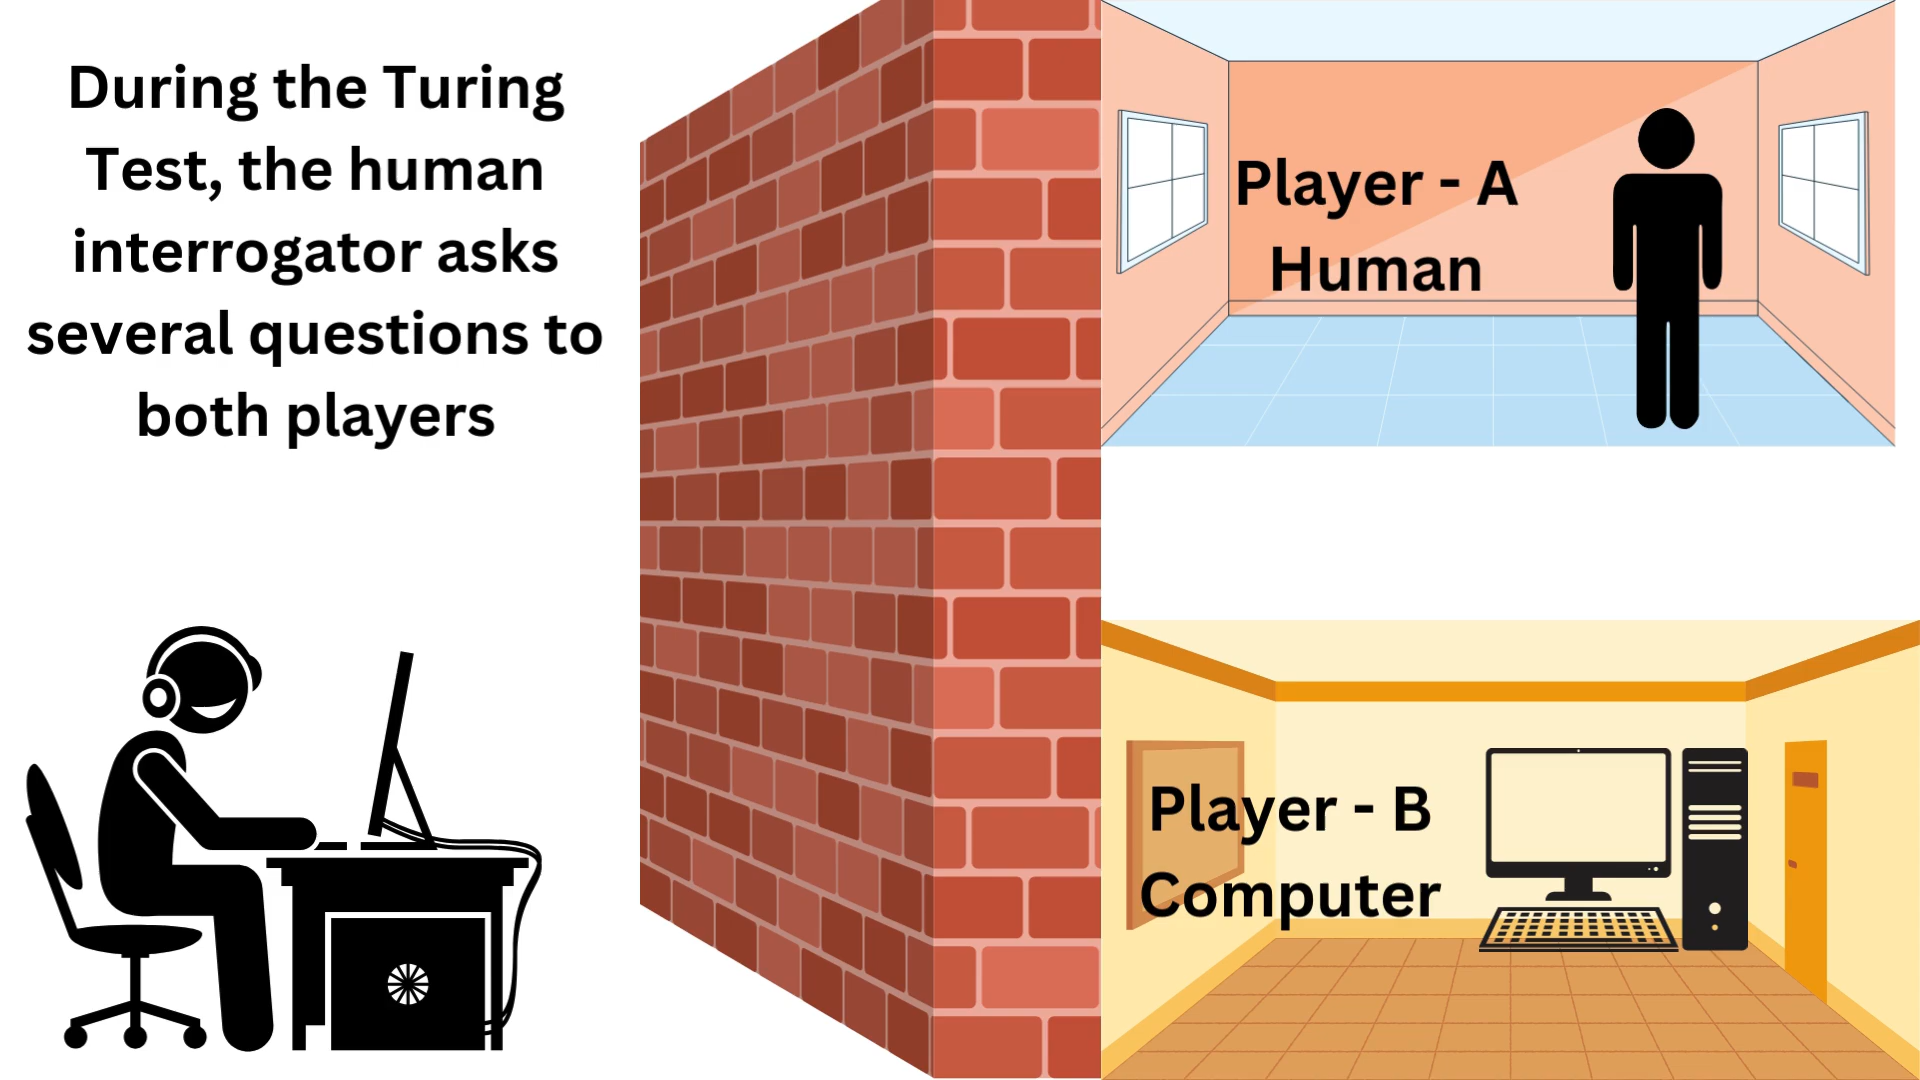 During the Turing
Test, the human
interrogator asks
several questions to
both players
Player - A
Human
Player - B
Computer